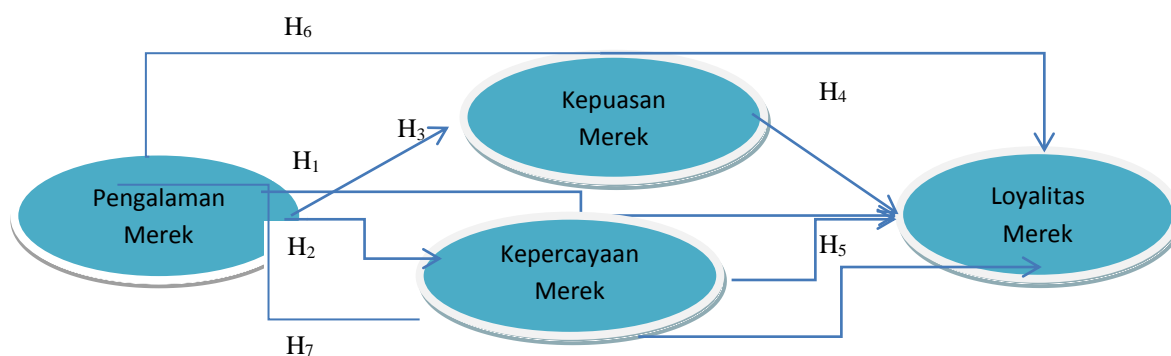 H₆
Kepuasan
Merek
H₄
H₃
H₁
Pengalaman
Merek
Loyalitas
Merek
H₂
Kepercayaan
Merek
H₅
H₇